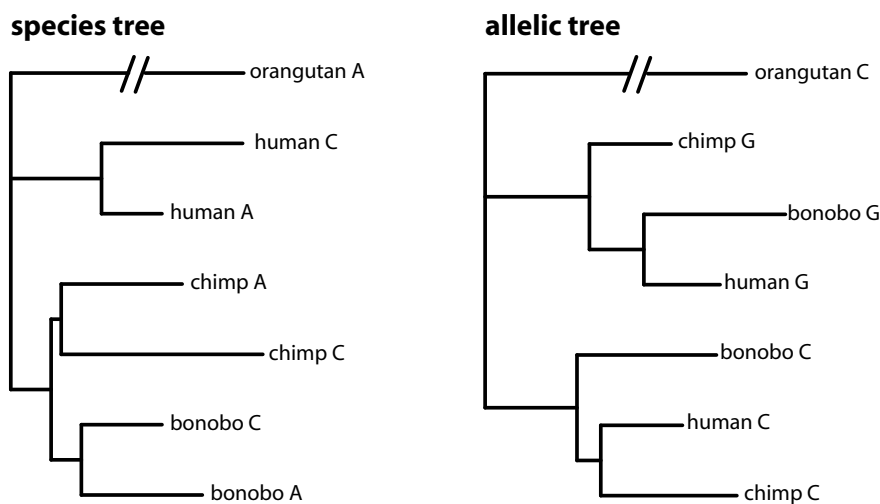 species tree
orangutan A
human C
human A
chimp A
chimp C
bonobo C
bonobo A
allelic tree
orangutan C
chimp G
bonobo G
human G
bonobo C
human C
chimp C